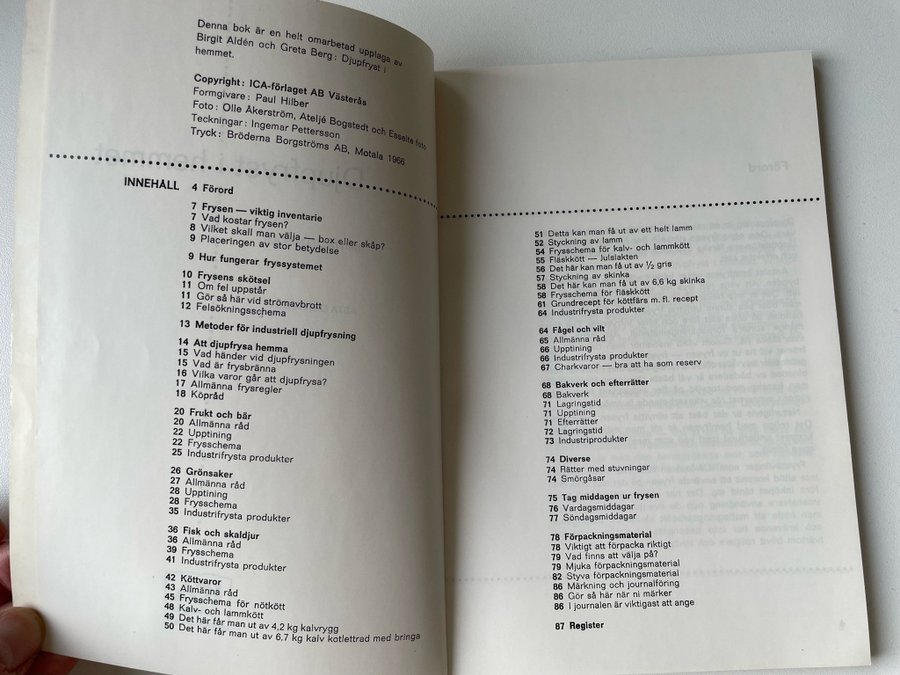 Denna bok är en helt omarbetad upplaga av
Birgit Aldén och Greta Berg: Djupfryst i
hemmet.
Copyright: ICA-förlaget AB Västerås
Formgivare: Paul Hilber
Foto: Olle Åkerström, Ateljé Bogstedt och Esselte foto
Teckningar: Ingemar Pettersson
Tryck: Bröderna Borgströms AB, Motala 1966
INNEHÅLL 4 Förord
7 Frysen — viktig inventarie
7 Vad kostar frysen?
8 Vilket skall man välja — box eller skåp?
9 Placeringen av stor betydelse
9 Hur fungerar fryssystemet
10 Frysens skötsel
11 Om fel uppstår
11 Gör så här vid strömavbrott
12 Felsökningsschema
13 Metoder för industriell djupfrysning
14 Att djupfrysa hemma
15 Vad händer vid djupfrysningen
15 Vad är frysbränna
16 Vilka varor går att djupfrysa?
17 Allmänna frysregler
18 Köpråd
20 Frukt och bär
20 Allmänna råd
22 Upptining
22 Frysschema
25 Industrifrysta produkter
26 Grönsaker
27 Allmänna råd
28 Upptining
28 Frysschema
35 Industrifrysta produkter
36 Fisk och skaldjur
36 Allmänna råd
39 Frysschema
41 Industrifrysta produkter
42 Köttvaror
43 Allmänna råd
45 Frysschema för nötkött
48 Kalv- och lammkött
49 Det här får man ut av 4,2 kg kalvrygg
50 Det här får man ut av 6,7 kg kalv kotlettrad med bringa
51 Detta kan man få ut av ett helt lamm
52 Styckning av lamm
54 Frysschema för kalv- och lammkött
55 Fläskkött — Julslakten
56 Det här kan man få ut av ½ gris
57 Styckning av skinka
58 Det här kan man få ut av 6,6 kg skinka
58 Frysschema för fläskkött
61 Grundrecept för köttfärs m. fl. recept
64 Industrifrysta produkter
64 Fågel och vilt
65 Allmänna råd
66 Upptining
66 Industrifrysta produkter
67 Charkvaror — bra att ha som reserv
68 Bakverk och efterrätter
68 Bakverk
71 Lagringstid
71 Upptining
71 Efterrätter
72 Lagringstid
73 Industriprodukter
74 Diverse
74 Rätter med stuvningar
74 Smörgåsar
75 Tag middagen ur frysen
76 Vardagsmiddagar
77 Söndagsmiddagar
78 Förpackningsmaterial
78 Viktigt att förpacka riktigt
79 Vad finns att välja på?
79 Mjuka förpackningsmaterial
82 Styva förpackningsmaterial
86 Märkning och journalföring
86 Gör så här när ni märker
86 I journalen är viktigast att ange
87 Register